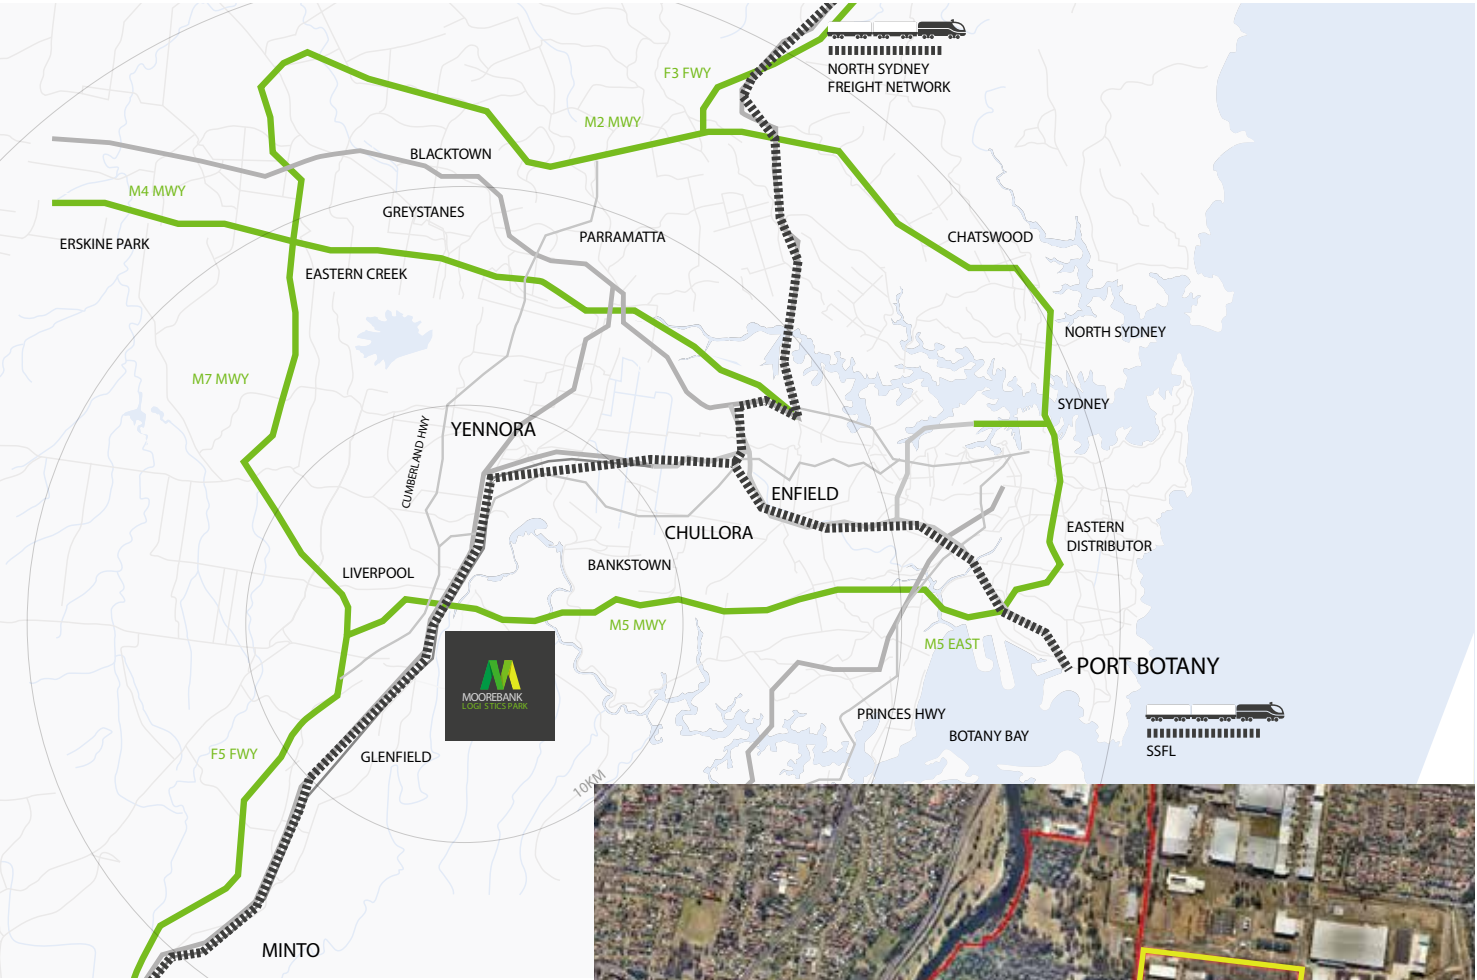 NORTH SYDNEY
FREIGHT NETWORK
F3 FWY
M2 MWY
BLACKTOWN
M4 MWY
GREYSTANES
PARRAMATTA
CHATSWOOD
ERSKINE PARK
EASTERN CREEK
NORTH SYDNEY
M7 MWY
SYDNEY
YENNORA
CUMBERLAND HWY
ENFIELD
CHULLORA
EASTERN
DISTRIBUTOR
BANKSTOWN
LIVERPOOL
M5 MWY
M5 EAST
PORT BOTANY
MOOREBANK
LOGISTICS PARK
PRINCES HWY
BOTANY BAY
SSFL
F5 FWY
GLENFIELD
10KM
MINTO